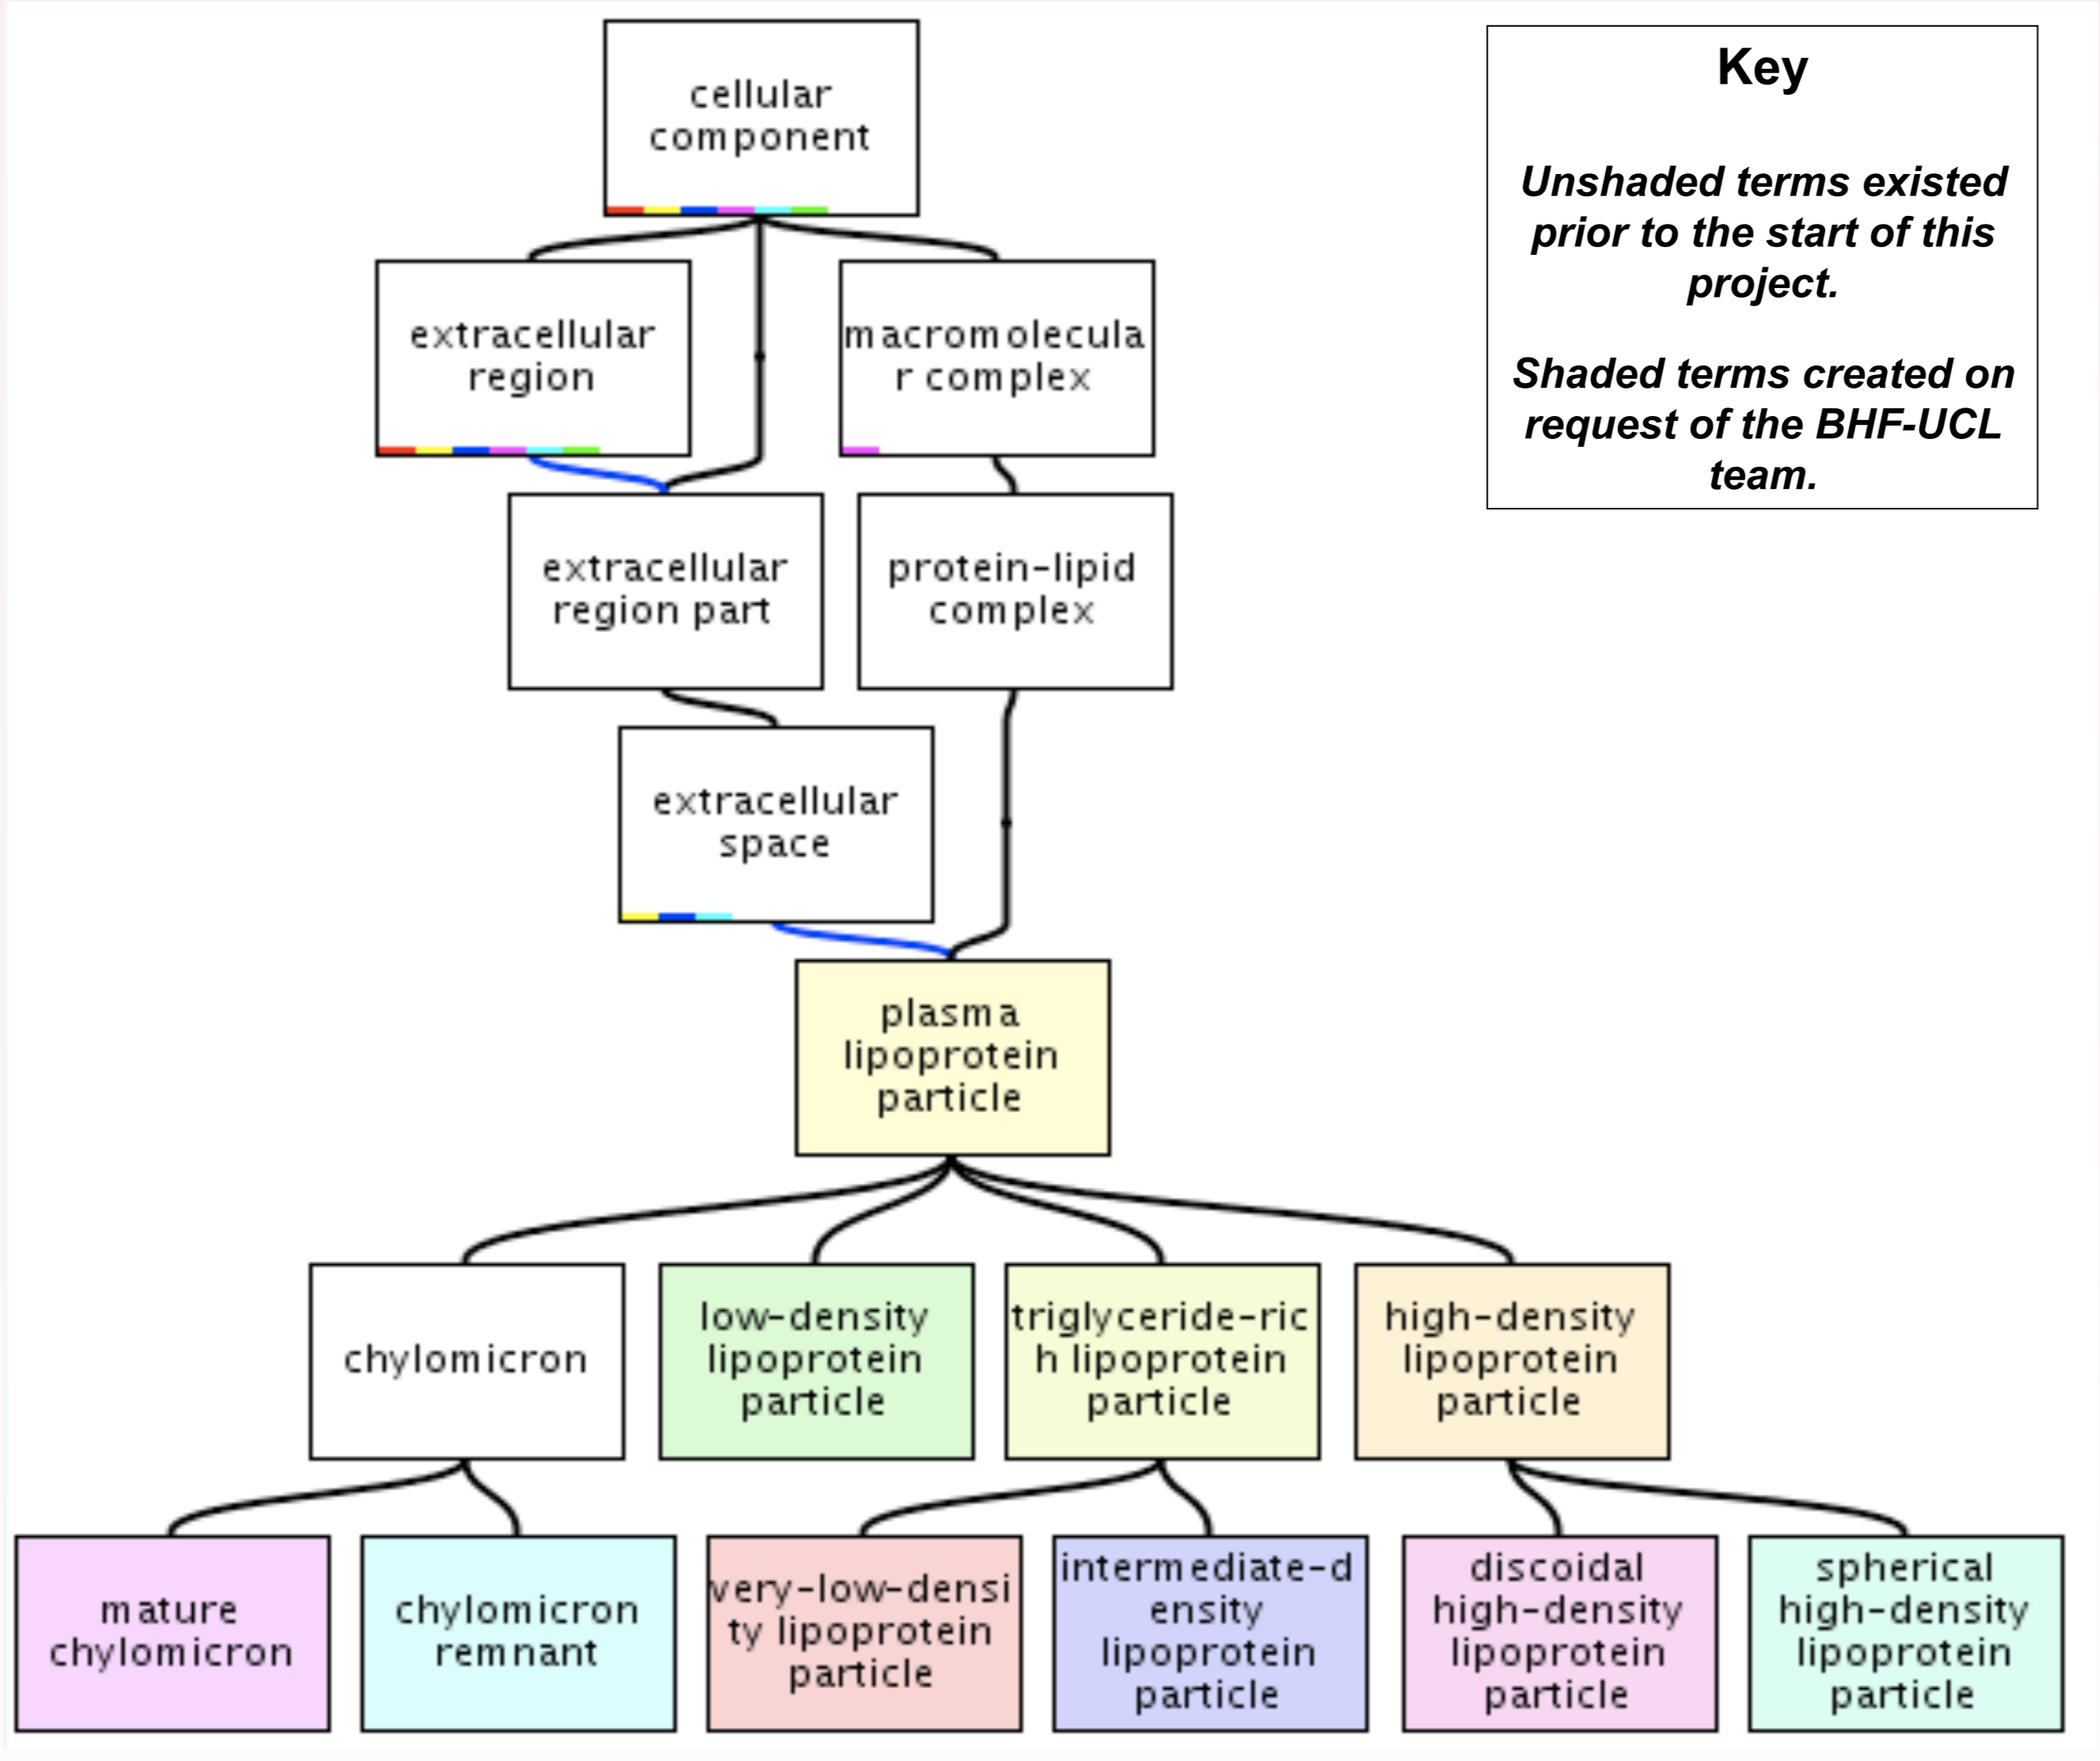 cellular
component
Key
Unshaded terms existed
prior to the start of this
project.
Shaded terms created on
request of the BHF-UCL
team.
extracellular
region
macromolecula
r complex
extracellular
region part
protein-lipid
complex
extracellular
space
plasma
lipoprotein
particle
chylomicron
low-density
lipoprotein
particle
triglyceride-ric
h lipoprotein
particle
high-density
lipoprotein
particle
mature
chylomicron
chylomicron
remnant
very-low-densi
ty lipoprotein
particle
intermediate-d
ensity
lipoprotein
particle
discoidal
high-density
lipoprotein
particle
spherical
high-density
lipoprotein
particle